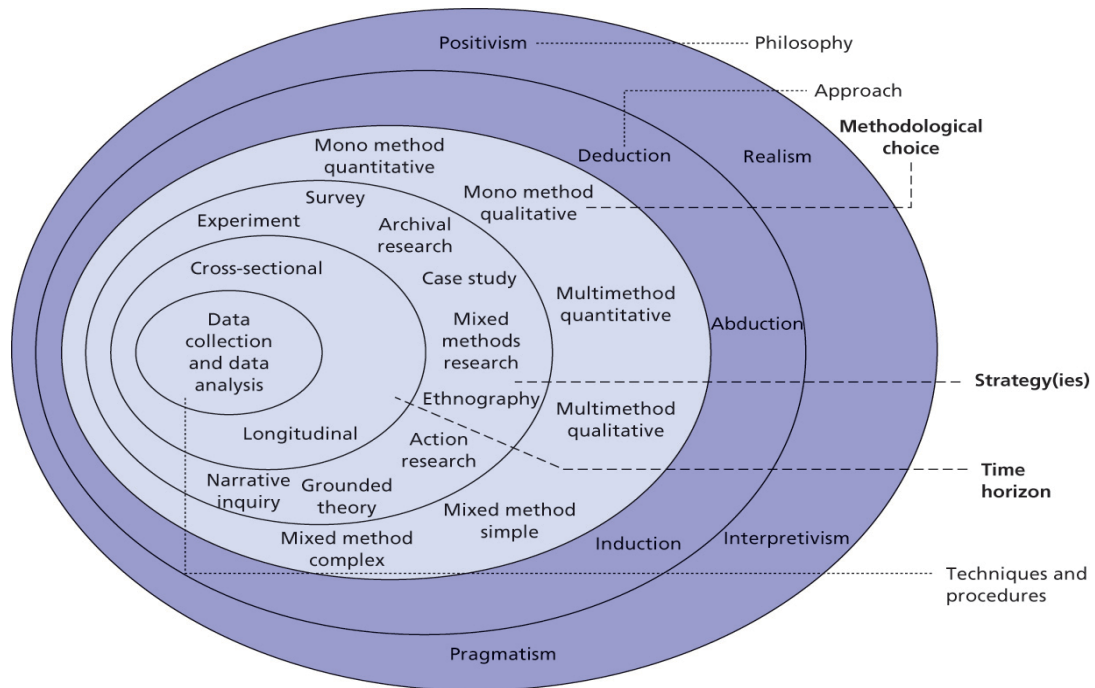 Positivism
Philosophy
Approach
Methodological
choice
Mono method
quantitative
Deduction
Realism
Mono method
qualitative
Survey
Experiment
Archival
research
Cross-sectional
Case study
Multimethod
quantitative
Data
collection
and data
analysis
Mixed
methods
research
Abduction
Strategy(ies)
Ethnography
Multimethod
qualitative
Longitudinal
Action
research
Time
horizon
Narrative
inquiry
Grounded
theory
Mixed method
simple
Mixed method
complex
Induction
Interpretivism
Techniques and
procedures
Pragmatism